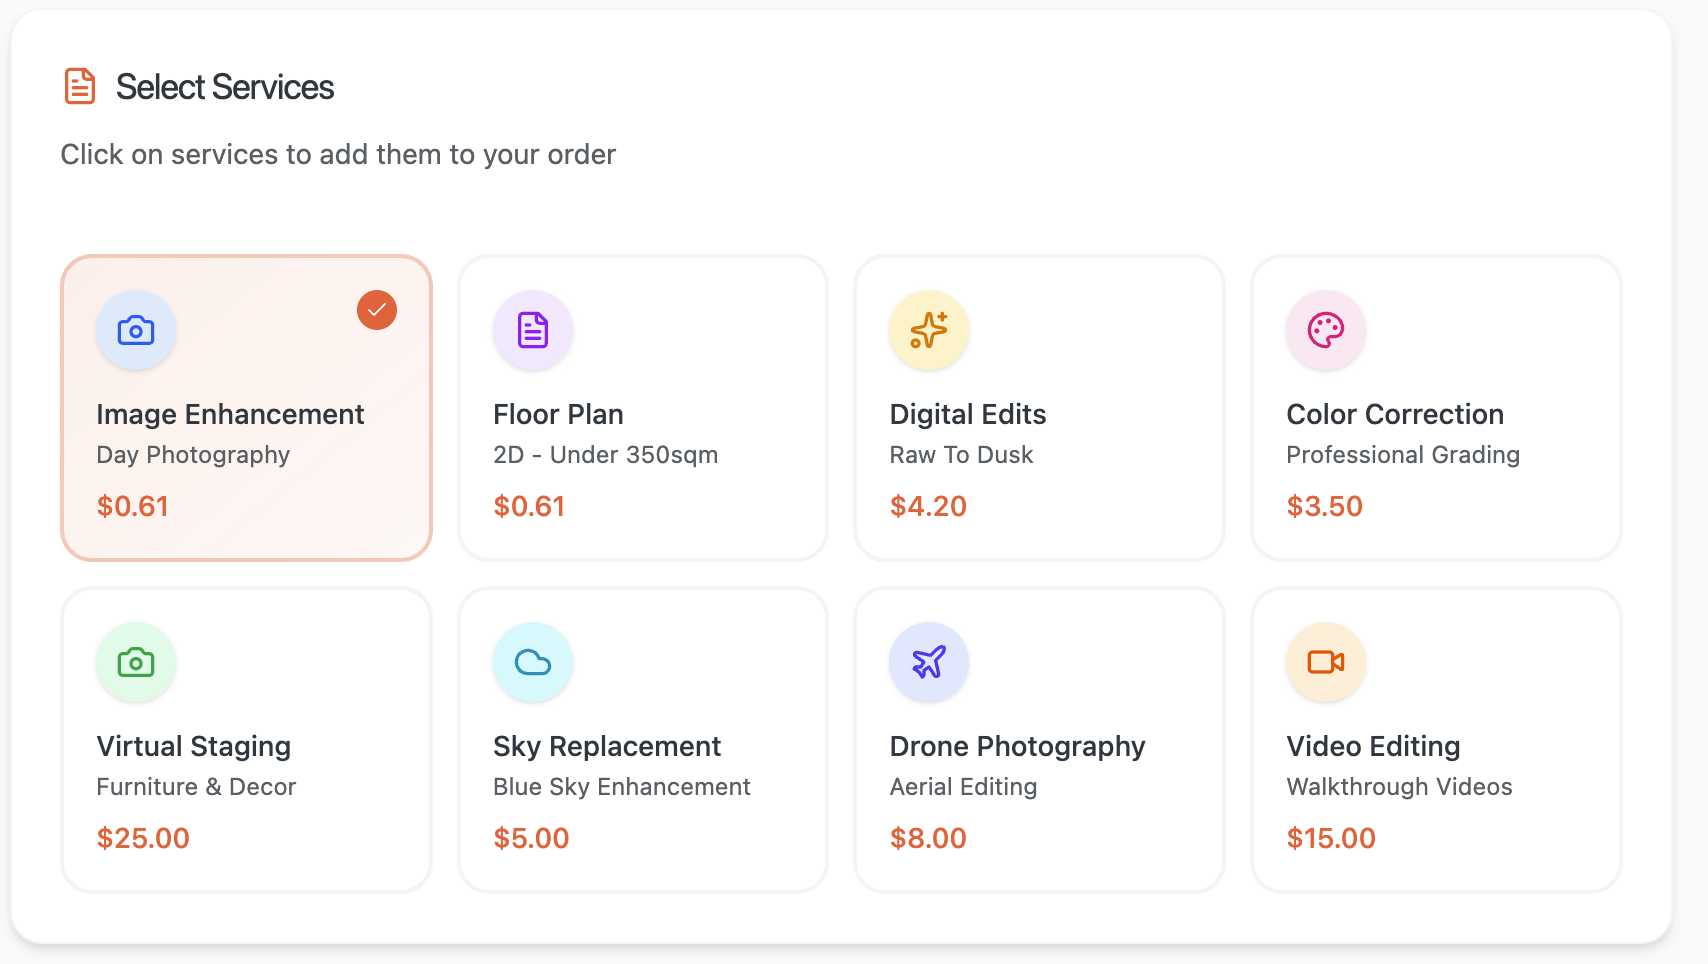 Select Services
Click on services to add them to your order
Image Enhancement
Day Photography
$0.61
Floor Plan
2D - Under 350sqm
$0.61
Digital Edits
Raw To Dusk
$4.20
Color Correction
Professional Grading
$3.50
Virtual Staging
Furniture & Decor
$25.00
Sky Replacement
Blue Sky Enhancement
$5.00
Drone Photography
Aerial Editing
$8.00
Video Editing
Walkthrough Videos
$15.00